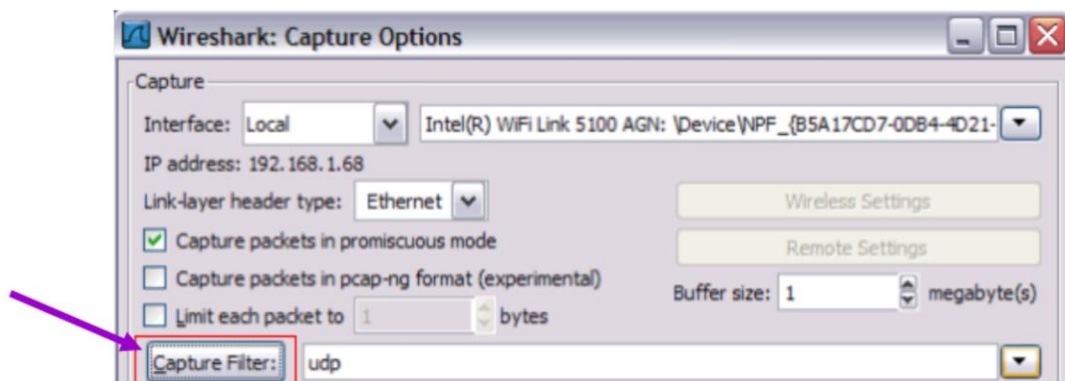 Wireshark: Capture Options
Capture
Interface: Local Intel(R) WiFi Link 5100 AGN: \Device\NPF_{B5A17CD7-0DB4-4D21-
IP address: 192.168.1.68
Link-layer header type: Ethernet Wireless Settings
Capture packets in promiscuous mode Remote Settings
Capture packets in pcap-ng format (experimental) Buffer size: 1 megabyte(s)
Limit each packet to 1 bytes
Capture Filter: udp